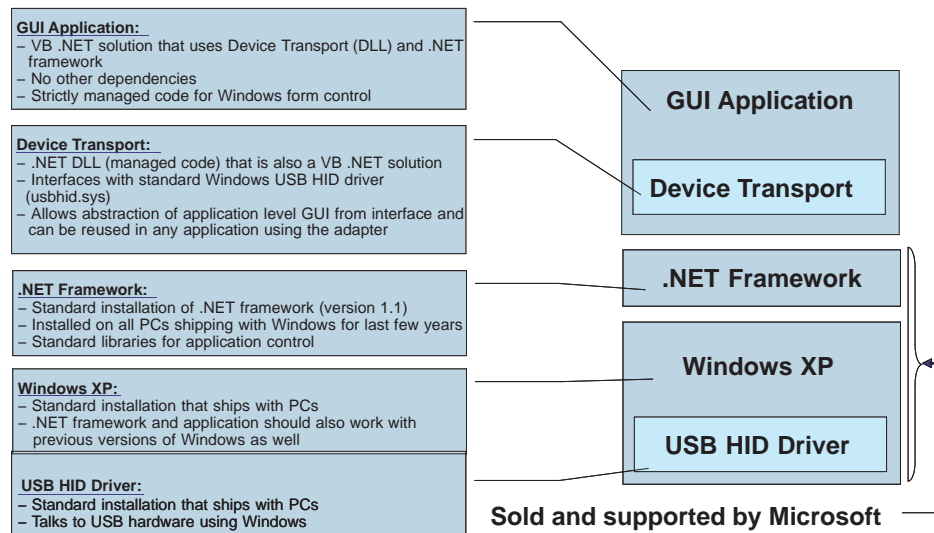 GUI Application:
– VB .NET solution that uses Device Transport (DLL) and .NET
framework
– No other dependencies
– Strictly managed code for Windows form control
Device Transport:
– .NET DLL (managed code) that is also a VB .NET solution
– Interfaces with standard Windows USB HID driver
(usbhid.sys)
– Allows abstraction of application level GUI from interface and
can be reused in any application using the adapter
.NET Framework:
– Standard installation of .NET framework (version 1.1)
– Installed on all PCs shipping with Windows for last few years
– Standard libraries for application control
Windows XP:
– Standard installation that ships with PCs
– .NET framework and application should also work with
previous versions of Windows as well
USB HID Driver:
– Standard installation that ships with PCs
– Talks to USB hardware using Windows
GUI Application
Device Transport
.NET Framework
Windows XP
USB HID Driver
Sold and supported by Microsoft